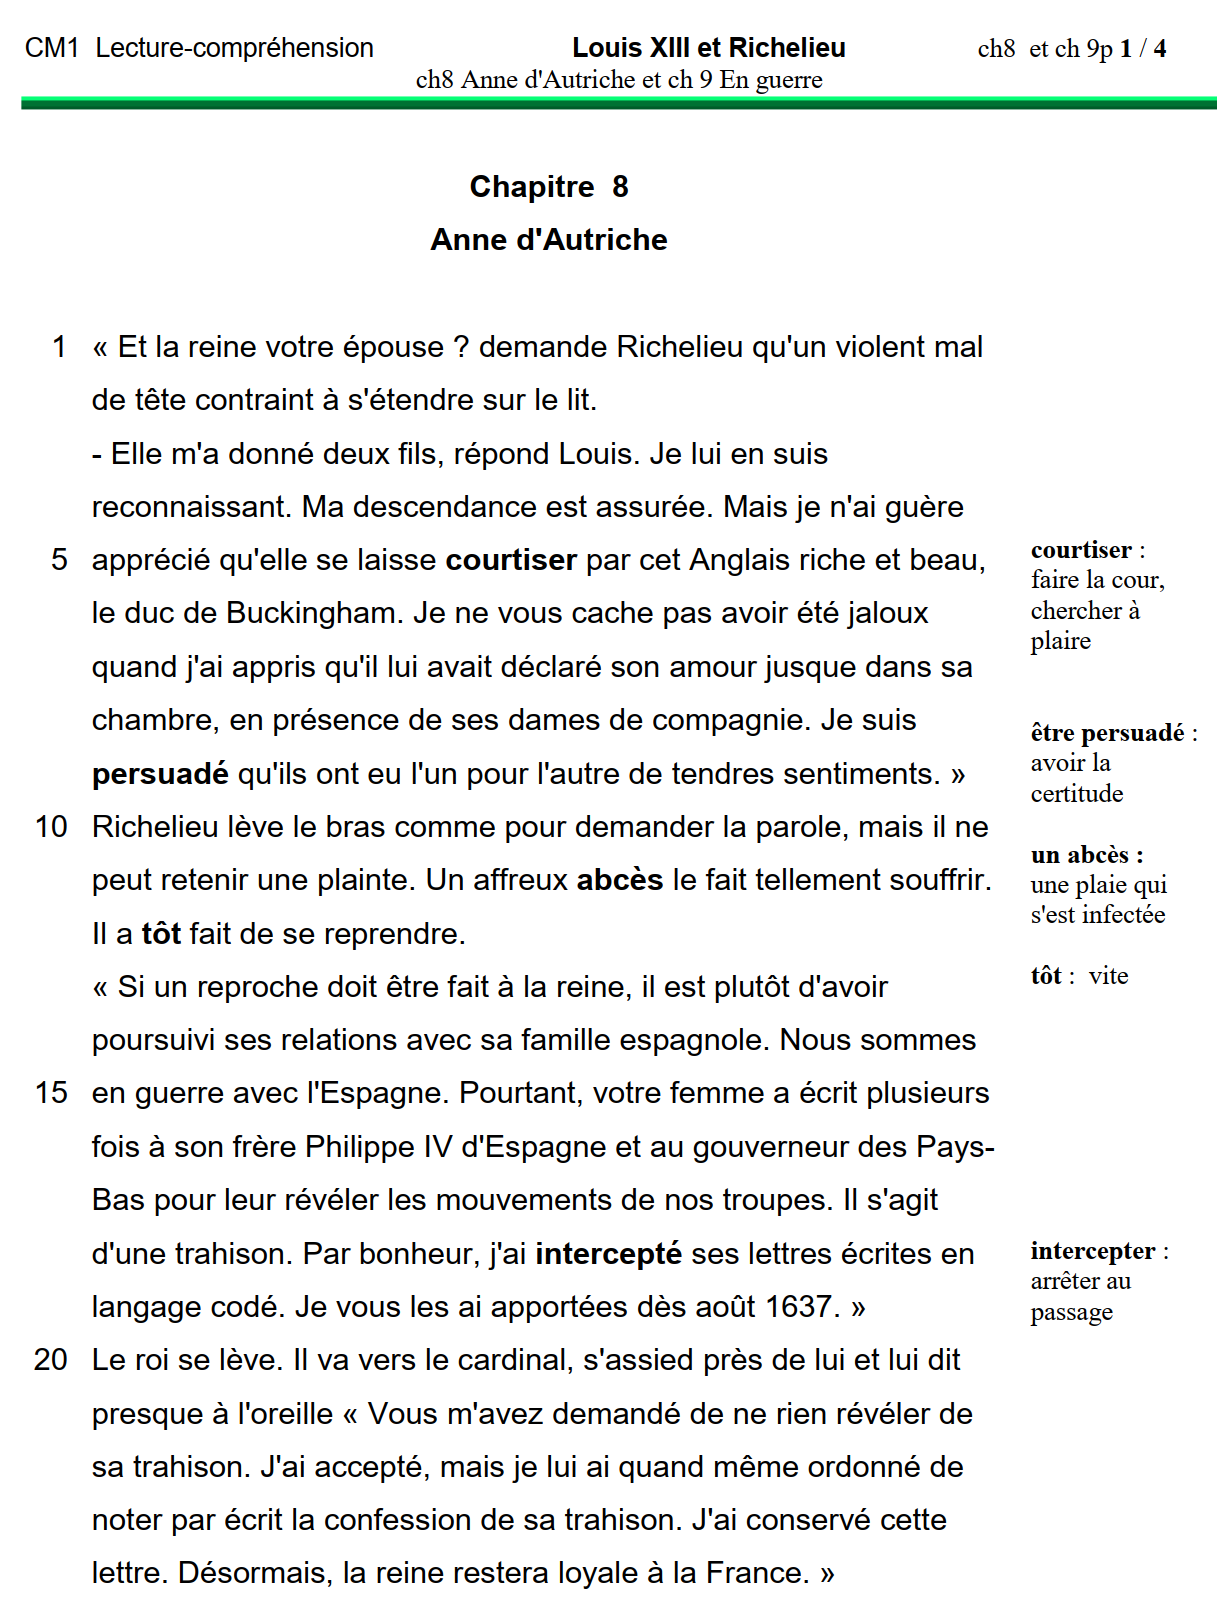 CM1 Lecture-compréhension Louis XIII et Richelieu ch8 et ch 9p 1 / 4
ch8 Anne d'Autriche et ch 9 En guerre
Chapitre 8
Anne d'Autriche
1 « Et la reine votre épouse ? demande Richelieu qu'un violent mal
de tête contraint à s'étendre sur le lit.
- Elle m'a donné deux fils, répond Louis. Je lui en suis
reconnaissant. Ma descendance est assurée. Mais je n'ai guère
5 apprécié qu'elle se laisse courtiser par cet Anglais riche et beau,
le duc de Buckingham. Je ne vous cache pas avoir été jaloux
quand j'ai appris qu'il lui avait déclaré son amour jusque dans sa
chambre, en présence de ses dames de compagnie. Je suis
persuadé qu'ils ont eu l'un pour l'autre de tendres sentiments. »
10 Richelieu lève le bras comme pour demander la parole, mais il ne
peut retenir une plainte. Un affreux abcès le fait tellement souffrir.
Il a tôt fait de se reprendre.
« Si un reproche doit être fait à la reine, il est plutôt d'avoir
poursuivi ses relations avec sa famille espagnole. Nous sommes
15 en guerre avec l'Espagne. Pourtant, votre femme a écrit plusieurs
fois à son frère Philippe IV d'Espagne et au gouverneur des Pays-
Bas pour leur révéler les mouvements de nos troupes. Il s'agit
d'une trahison. Par bonheur, j'ai intercepté ses lettres écrites en
langage codé. Je vous les ai apportées dès août 1637. »
20 Le roi se lève. Il va vers le cardinal, s'assied près de lui et lui dit
presque à l'oreille « Vous m'avez demandé de ne rien révéler de
sa trahison. J'ai accepté, mais je lui ai quand même ordonné de
noter par écrit la confession de sa trahison. J'ai conservé cette
lettre. Désormais, la reine restera loyale à la France. »
courtiser :
faire la cour,
chercher à
plaire
être persuadé :
avoir la
certitude
un abcès :
une plaie qui
s'est infectée
tôt : vite
intercepter :
arrêter au
passage